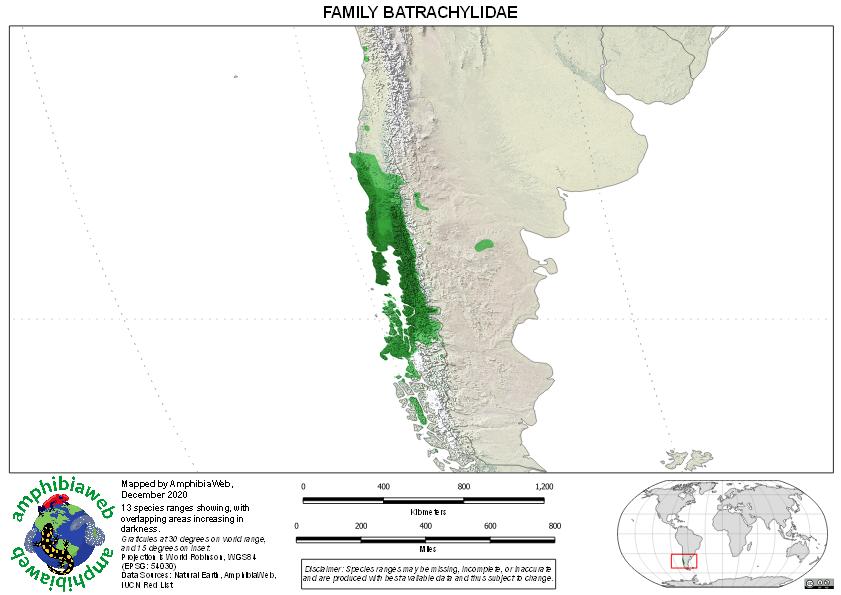 FAMILY BATRACHYLIDAE
amphibiaweb
amphibiaweb
Mapped by AmphibiaWeb,
December 2020
13 species ranges showing, with
overlapping areas increasing in
darkness.
Graticules at 30 degrees on world range,
and 15 degrees on inset.
Projection is World Robinson, WGS84
(EPSG: 54030)
Data Sources: Natural Earth, AmphibiaWeb,
IUCN Red List
0 400 800 1,200
Kilometers
0 200 400 600 800
Miles
Disclaimer: Species ranges may be missing, incomplete, or inaccurate
and are produced with best available data and thus subject to change.